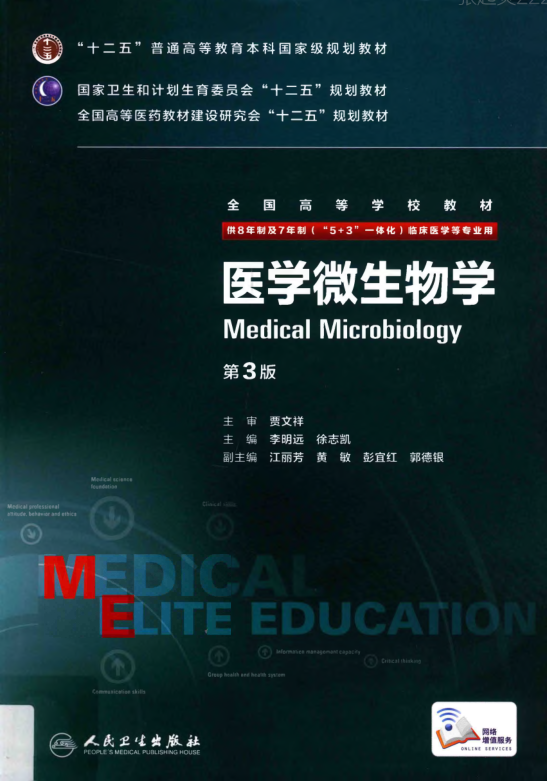 张
"十二五"普通高等教育本科国家级规划教材
国家卫生和计划生育委员会"十二五"规划教材
全国高等医药教材建设研究会"十二五"规划教材
全国高等学校教材
供8年制及7年制("5+3"一体化)临床医学等专业用
医学微生物学
Medical Microbiology
第3版
主审 贾文祥
主编 李明远 徐志凯
副主编 江丽芳 黄敏 彭宜红 郭德银
Medical science
foundation
Medical professional
attitude, behavior and ethics
MEDICAL
ELITE EDUCATION
Information management capacity
Critical thinking
Group health and health system
Communication skills
人民卫生出版社
PEOPLE'S MEDICAL PUBLISHING HOUSE
网络
增值服务
ONLINE SERVICES